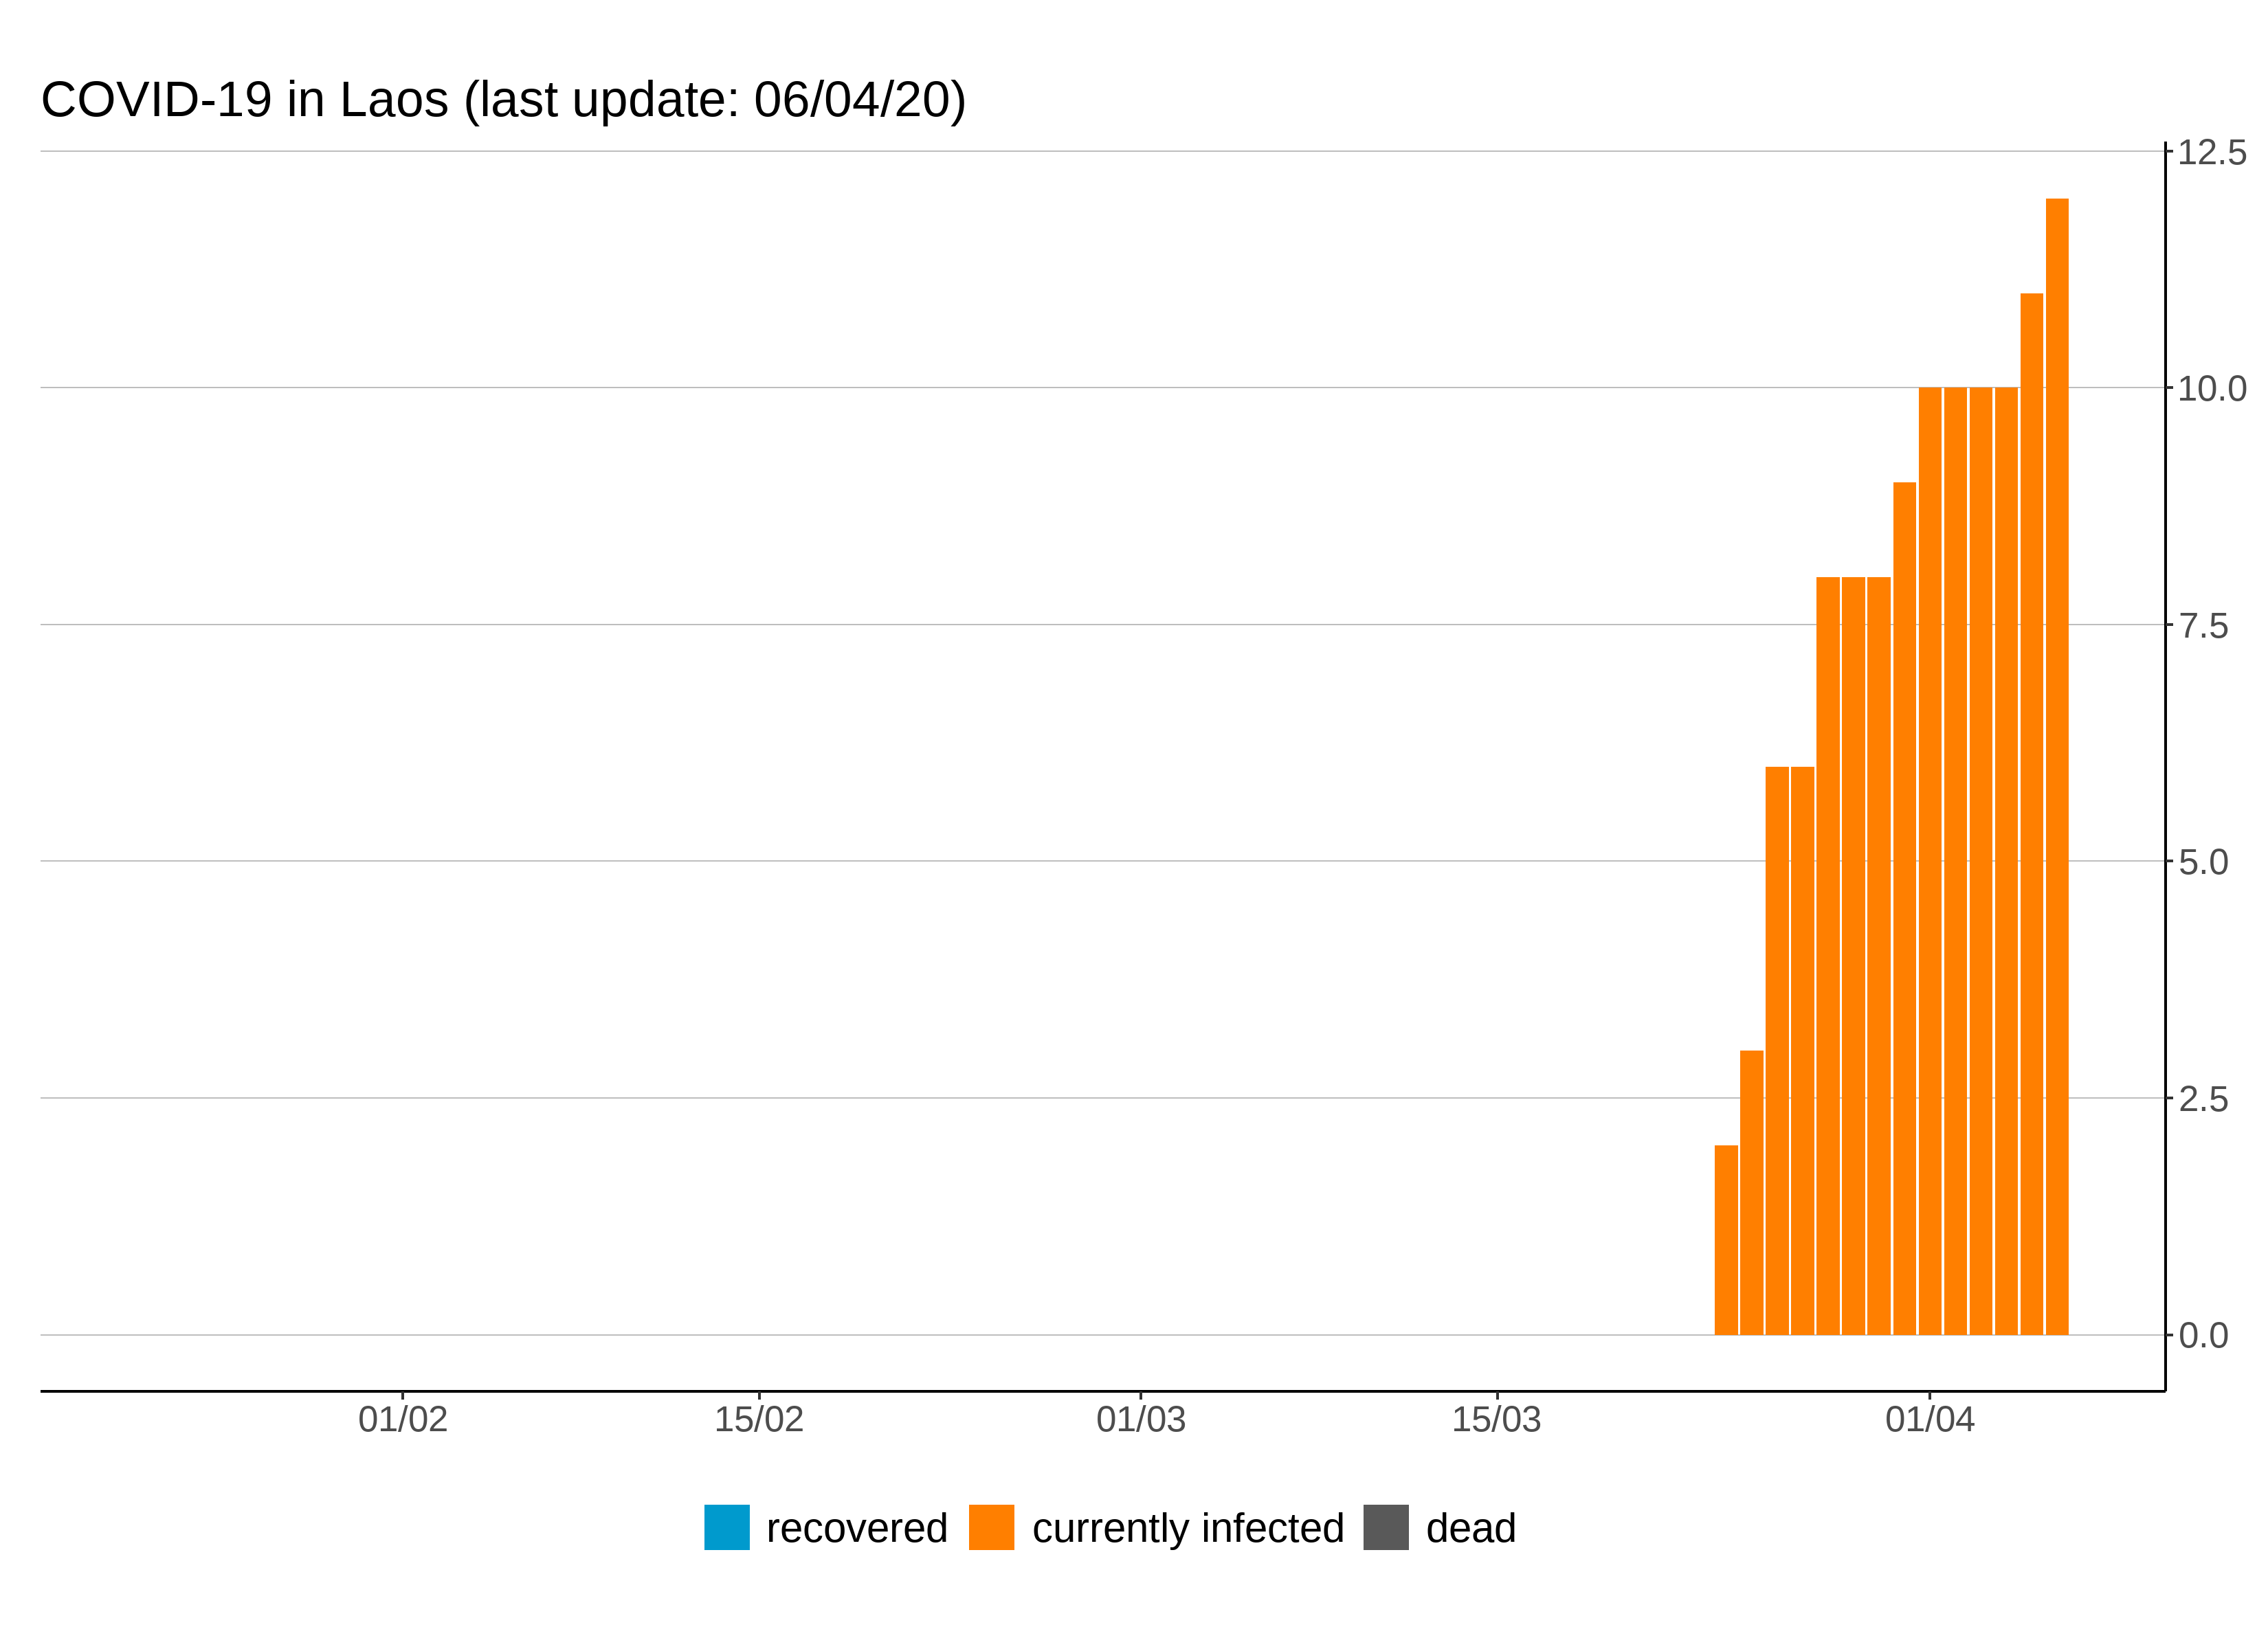 COVID-19 in Laos (last update: 06/04/20)
12.5
10.0
7.5
5.0
2.5
0.0
01/02 15/02 01/03 15/03 01/04
recovered currently infected dead